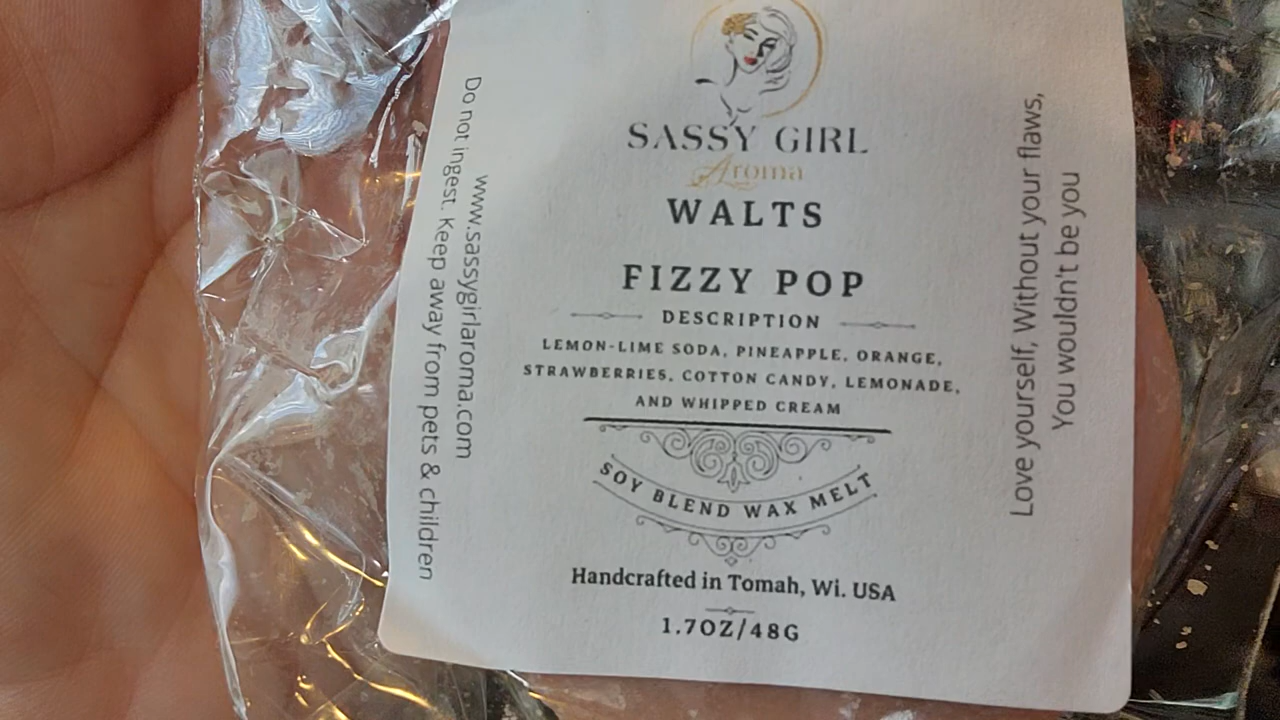 SASSY GIRL
Aroma
WALTS
FIZZY POP
DESCRIPTION
LEMON-LIME SODA, PINEAPPLE, ORANGE,
STRAWBERRIES, COTTON CANDY, LEMONADE,
AND WHIPPED CREAM
SOY BLEND WAX MELT
Handcrafted in Tomah, Wi. USA
1.7OZ/48G
www.sassygirlaroma.com
Do not ingest. Keep away from pets & children
Love yourself, Without your flaws,
You wouldn't be you